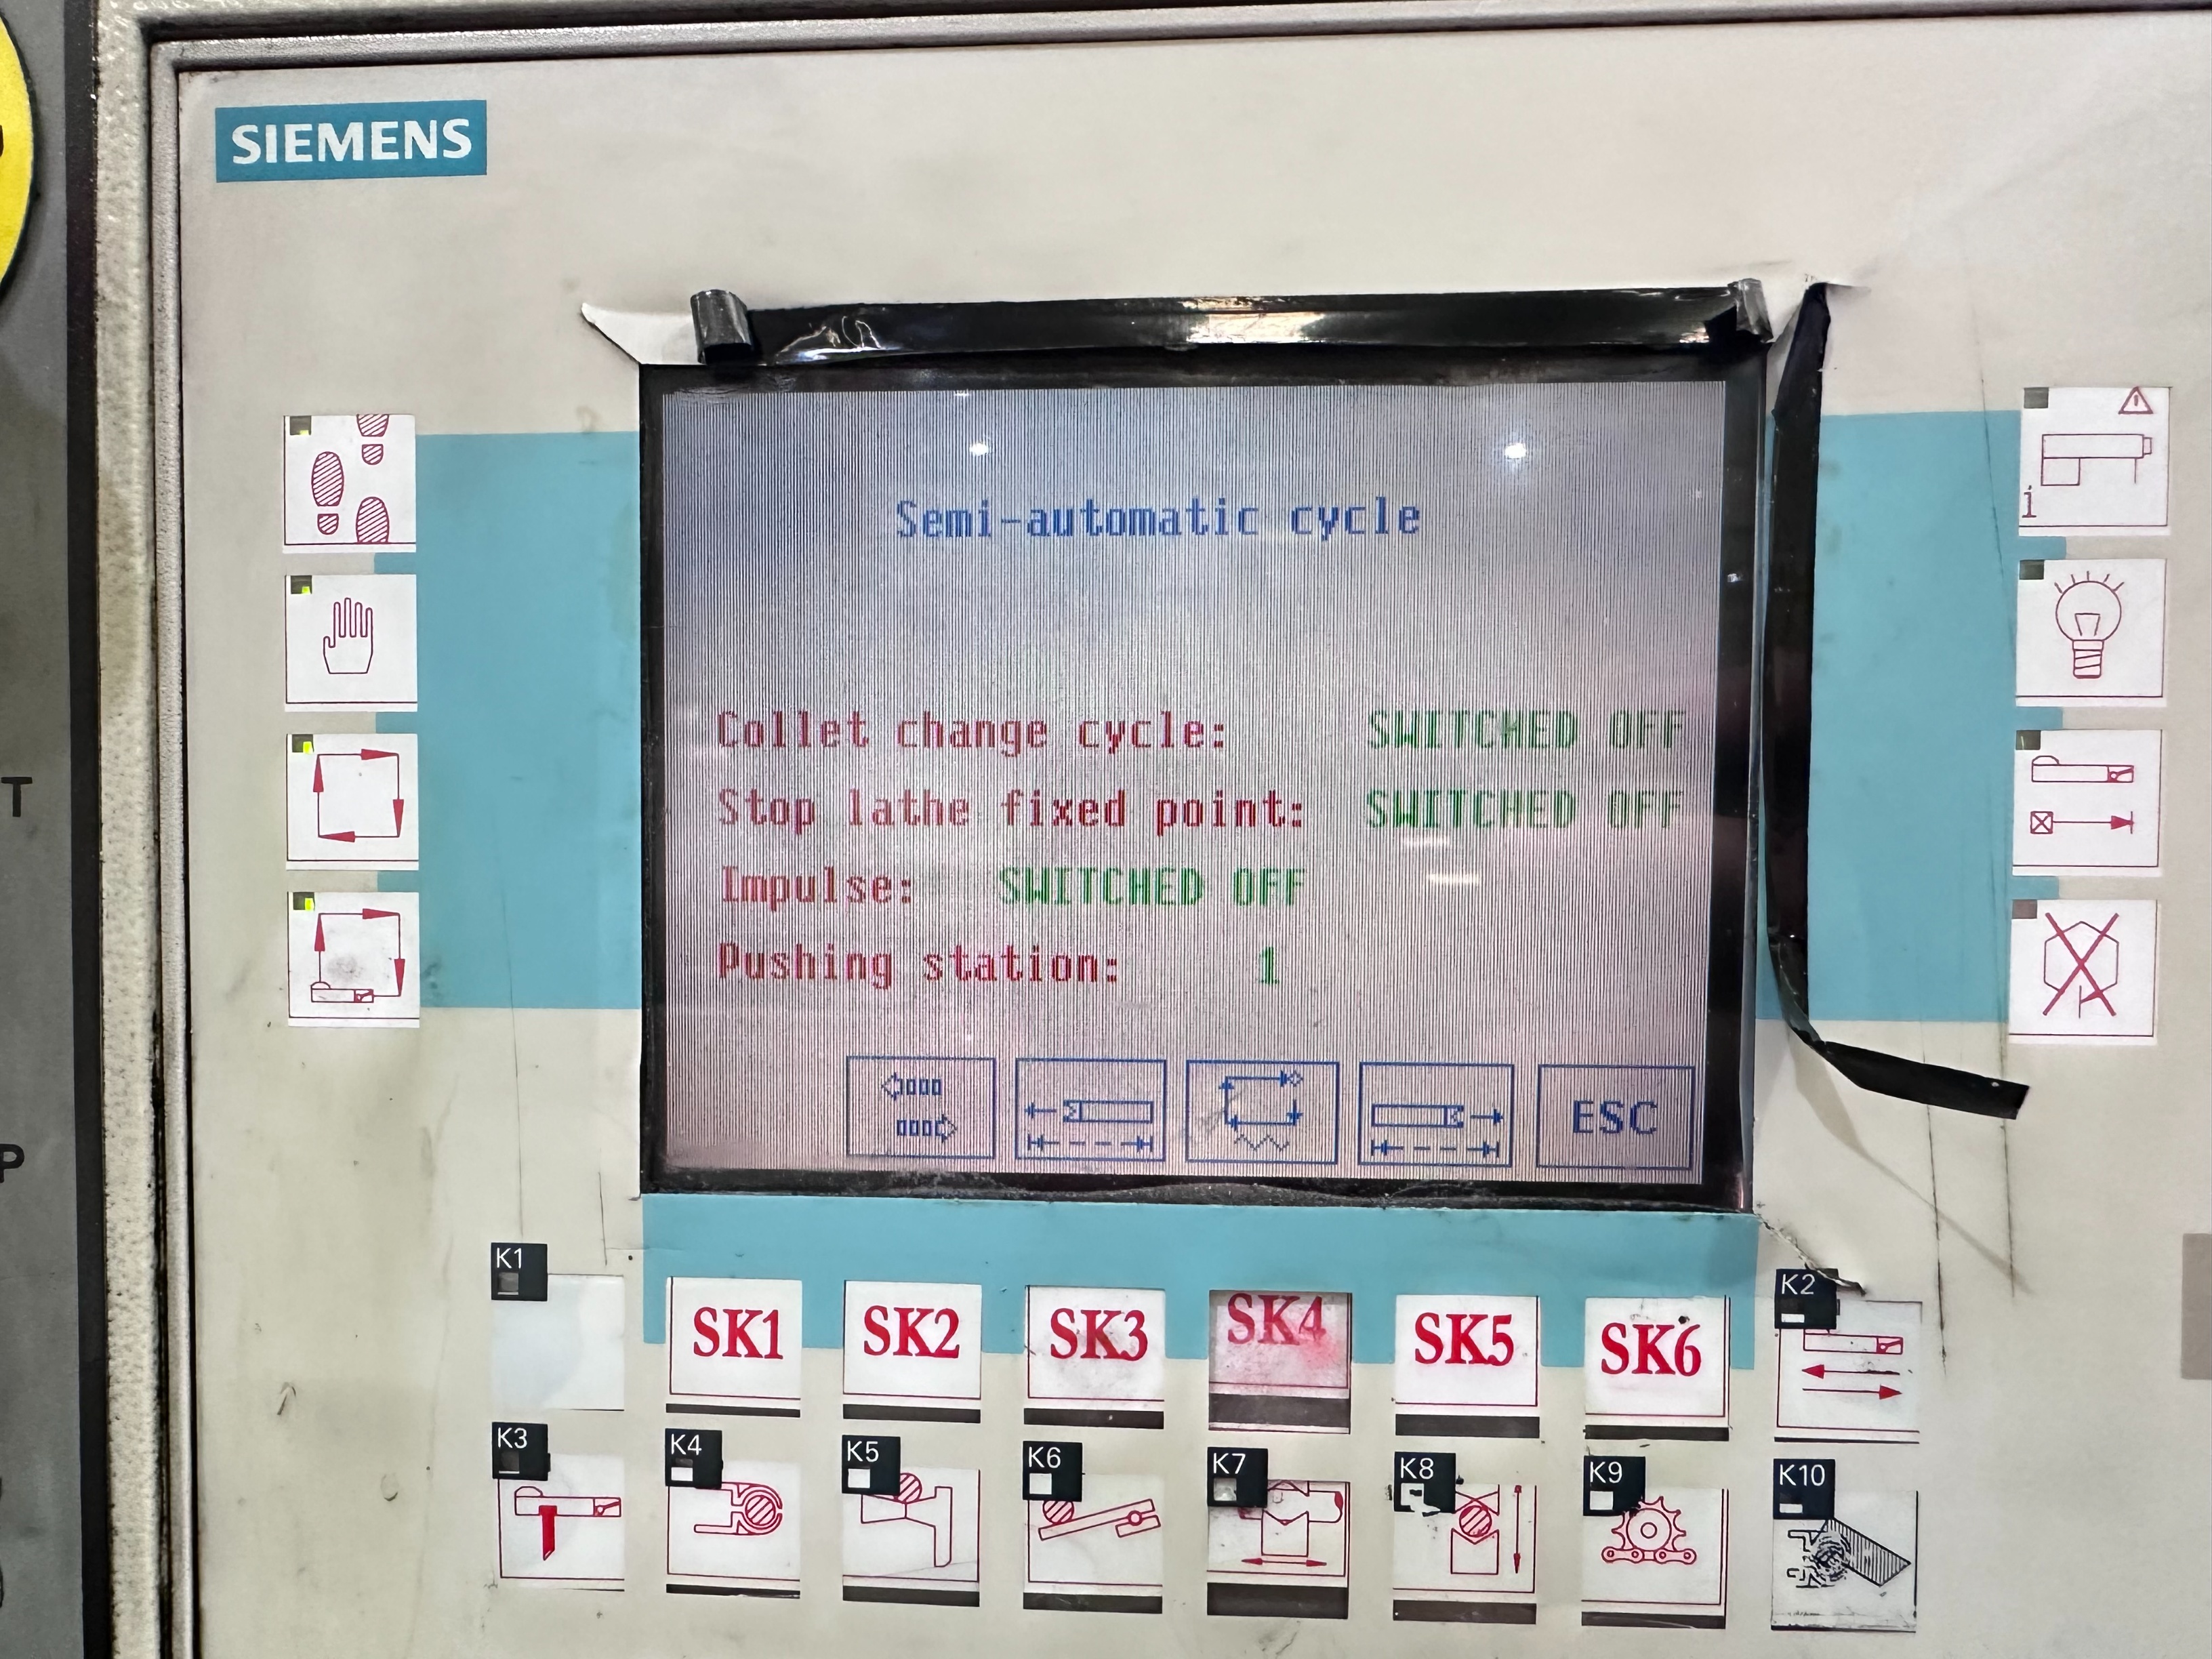 SIEMENS
Semi-automatic cycle
Collet change cycle: SWITCHED OFF
Stop lathe fixed point: SWITCHED OFF
Impulse: SWITCHED OFF
Pushing station: 1
ESC
i
T
P
K1
SK1
SK2
SK3
SK4
SK5
SK6
K2
K3
K4
K5
K6
K7
K8
K9
K10